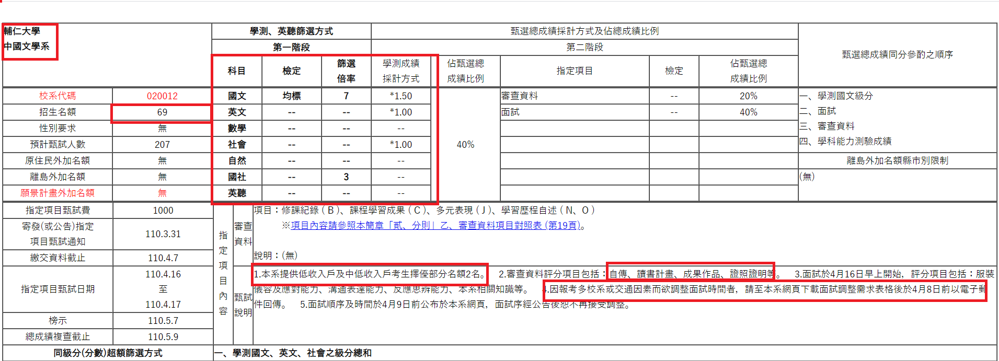 輔仁大學
中國文學系
學測、英聽篩選方式
甄選總成績採計方式及佔總成績比例
甄選總成績同分參酌之順序
第一階段
第二階段
科目 檢定 篩選倍率 學測成績採計方式 佔甄選總成績比例 指定項目 檢定 佔甄選總成績比例
校系代碼 020012 國文 均標 7 *1.50 40% 審查資料 -- 20% 一、學測國文級分
招生名額 69 英文 -- -- *1.00 面試 -- 40% 二、面試
性別要求 無 數學 -- -- -- 三、審查資料
預計甄試人數 207 社會 -- -- *1.00 四、學科能力測驗成績
原住民外加名額 無 自然 -- -- -- 離島外加名額縣市別限制
離島外加名額 無 國社 -- 3 -- (無)
願景計畫外加名額 無 英聽 -- -- --
指定項目甄試費 1000
寄發(或公告)指定
項目甄試通知 110.3.31
繳交資料截止 110.4.7
指定項目甄試日期 110.4.16
至
110.4.17
榜示 110.5.7
總成績複查截止 110.5.9
指定項目內容
審查
資料
項目：修課紀錄 ( B )、課程學習成果 ( C )、多元表現 ( J )、學習歷程自述 ( N、O )
※項目內容請參照本簡章「貳、分則」乙、審查資料項目對照表 (第19頁)。
說明：(無)
甄試
說明
1.本系提供低收入戶及中低收入戶考生擇優部分名額2名。 2.審查資料評分項目包括：自傳、讀書計畫、成果作品、證照證明等。 3.面試於4月16日早上開始，評分項目包括：服裝
儀容及應對能力、溝通表達能力、反應思辨能力、本系相關知識等。 4.因報考多校系或交通因素而欲調整面試時間者，請至本系網頁下載面試調整需求表格後於4月8日前以電子郵
件回傳。 5.面試順序及時間於4月9日前公布於本系網頁，面試序經公告後恕不再接受調整。
同級分(分數)超額篩選方式 一、學測國文、英文、社會之級分總和